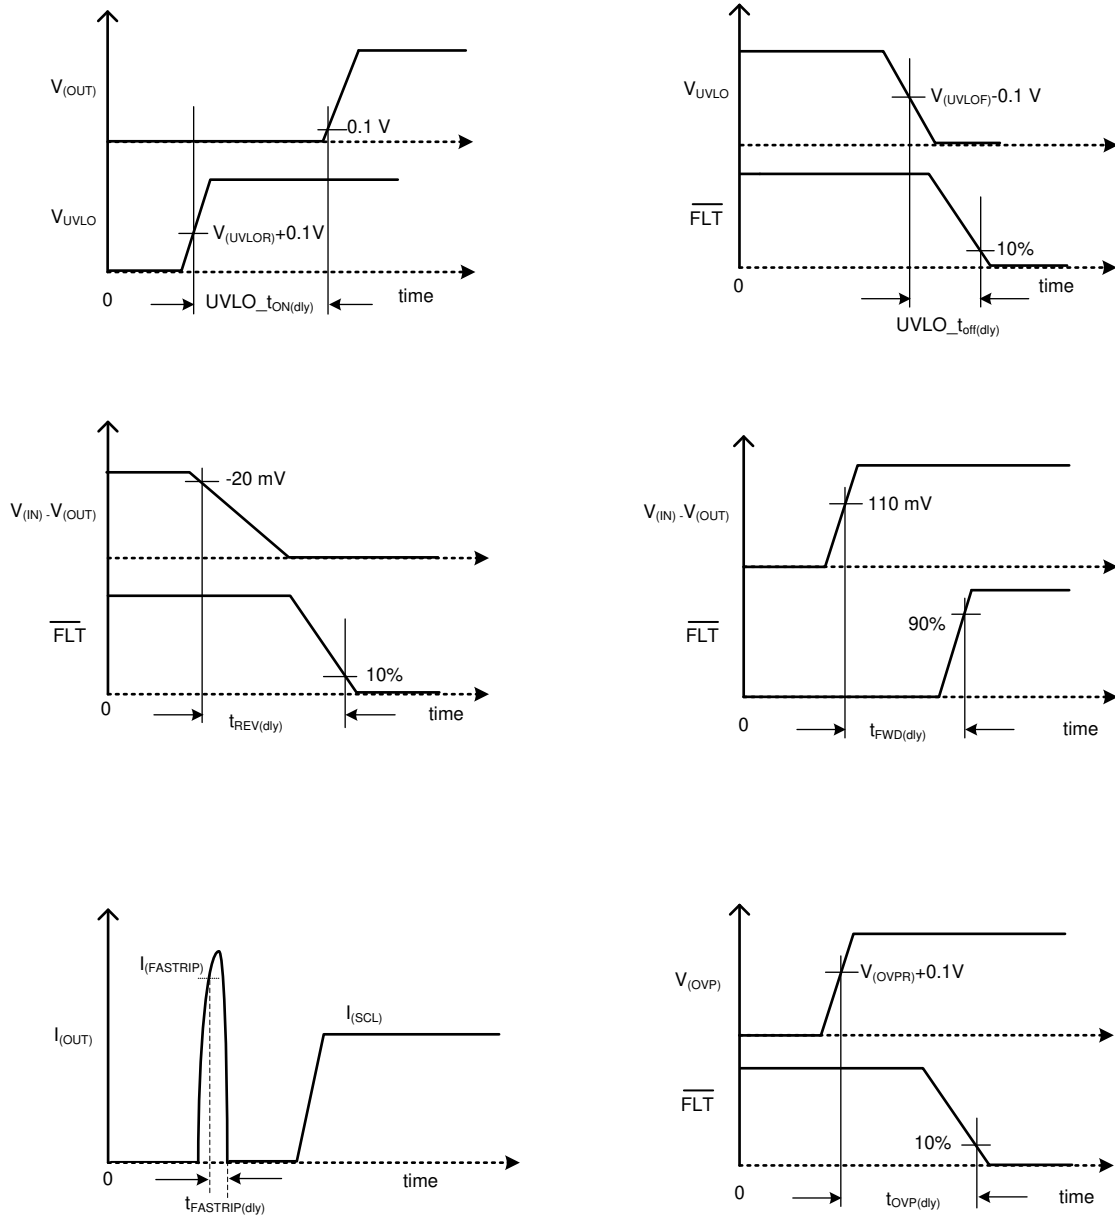 V(OUT)
0.1 V
VUVLO
V(UVLOR)+0.1V
0
UVLO_tON(dly)
time
VUVLO
V(UVLOF)-0.1 V
FLT
10%
0
time
UVLO_toff(dly)
V(IN) -V(OUT)
-20 mV
FLT
10%
0
tREV(dly)
time
V(IN) -V(OUT)
110 mV
FLT
90%
0
tFWD(dly)
time
I(FASTRIP)
I(OUT)
I(SCL)
0
tFASTRIP(dly)
time
V(OVP)
V(OVPR)+0.1V
FLT
10%
0
tOVP(dly)
time